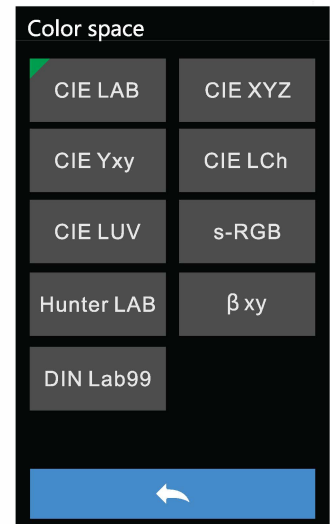 Color space
CIE LAB
CIE XYZ
CIE Yxy
CIE LCh
CIE LUV
s-RGB
Hunter LAB
β xy
DIN Lab99